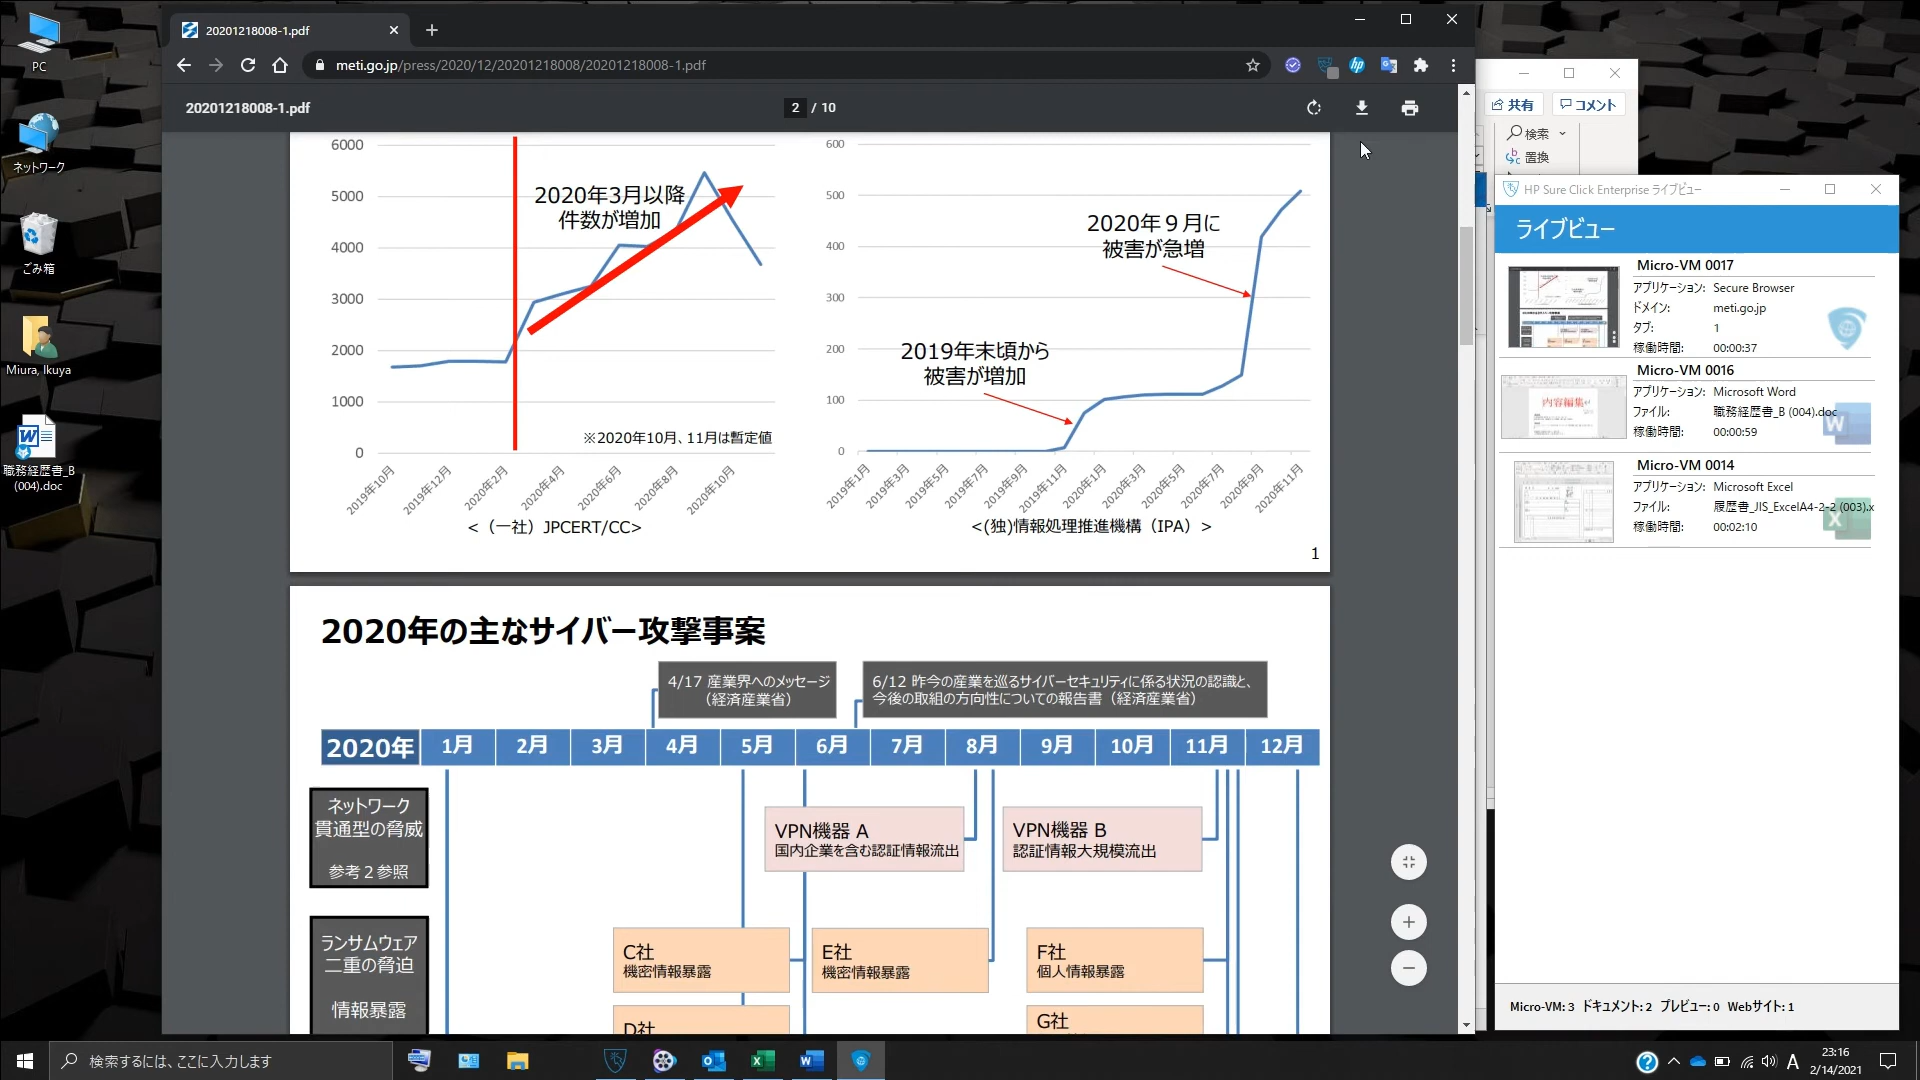 PC
ネットワーク
ごみ箱
Miura, Ikuya
職務経歴書_B
(004).doc
20201218008-1.pdf
meti.go.jp/press/2020/12/20201218008/20201218008-1.pdf
20201218008-1.pdf
2 / 10
6000
5000
4000
3000
2000
1000
0
2020年3月以降
件数が増加
※2020年10月、11月は暫定値
2019年10月
2019年12月
2020年2月
2020年4月
2020年6月
2020年8月
2020年10月
<（一社）JPCERT/CC>
600
500
400
300
200
100
0
2020年９月に
被害が急増
2019年末頃から
被害が増加
2019年1月
2019年3月
2019年5月
2019年7月
2019年9月
2019年11月
2020年1月
2020年3月
2020年5月
2020年7月
2020年9月
2020年11月
<(独)情報処理推進機構（IPA）>
1
2020年の主なサイバー攻撃事案
4/17 産業界へのメッセージ
（経済産業省）
6/12 昨今の産業を巡るサイバーセキュリティに係る状況の認識と、
今後の取組の方向性についての報告書（経済産業省）
2020年 1月 2月 3月 4月 5月 6月 7月 8月 9月 10月 11月 12月
ネットワーク
貫通型の脅威
参考２参照
VPN機器 A
国内企業を含む認証情報流出
VPN機器 B
認証情報大規模流出
ランサムウェア
二重の脅迫
情報暴露
C社
機密情報暴露
E社
機密情報暴露
F社
個人情報暴露
D社
G社
共有
コメント
検索
置換
HP Sure Click Enterprise ライブビュー
ライブビュー
Micro-VM 0017
アプリケーション: Secure Browser
ドメイン: meti.go.jp
タブ: 1
稼働時間: 00:00:37
Micro-VM 0016
アプリケーション: Microsoft Word
ファイル: 職務経歴書_B (004).doc
稼働時間: 00:00:59
内容編集
Micro-VM 0014
アプリケーション: Microsoft Excel
ファイル: 履歴書_JIS_ExcelA4-2-2 (003).x
稼働時間: 00:02:10
Micro-VM: 3 ドキュメント: 2 プレビュー: 0 Webサイト: 1
検索するには、ここに入力します
A
23:16
2/14/2021